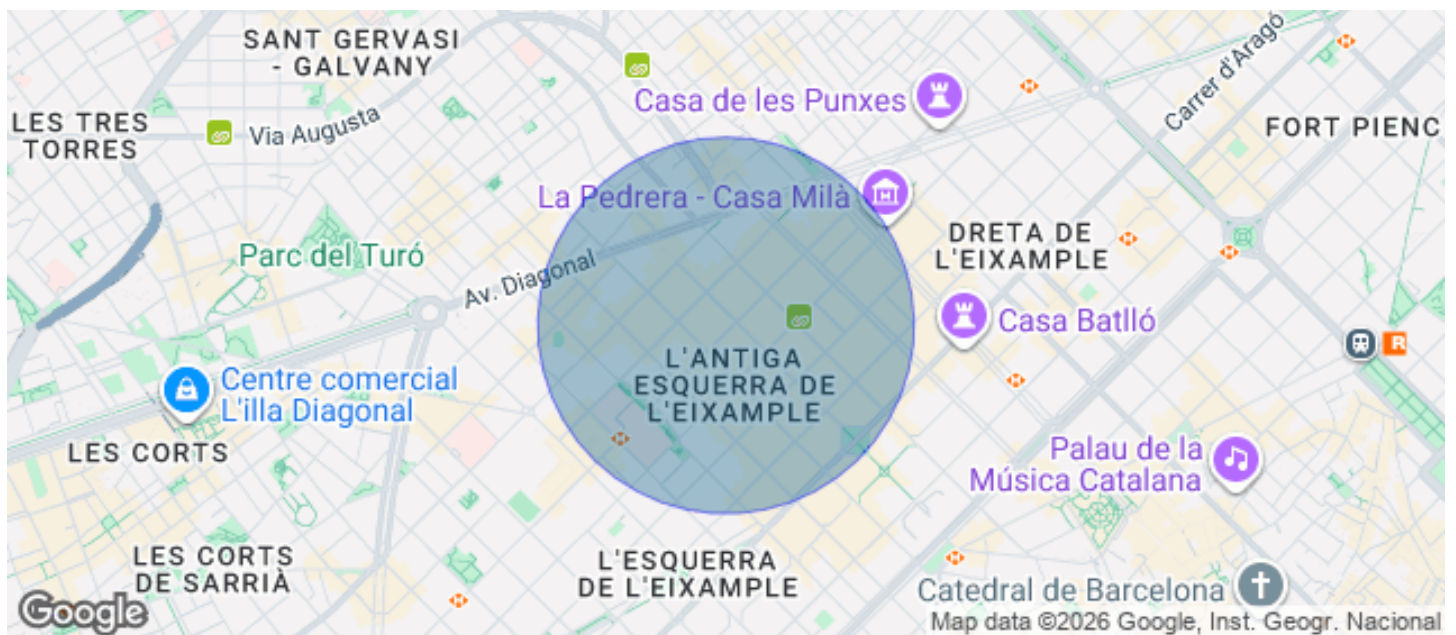 SANT GERVASI
- GALVANY
Casa de les Punxes
Carrer d'Aragó
LES TRES
TORRES
Via Augusta
FORT PIENC
La Pedrera - Casa Milà
Parc del Turó
Av. Diagonal
DRETA DE
L'EIXAMPLE
Casa Batlló
R
L'ANTIGA
ESQUERRA DE
L'EIXAMPLE
Centre comercial
L'illa Diagonal
LES CORTS
Palau de la
Música Catalana
LES CORTS
DE SARRIÀ
L'ESQUERRA
DE L'EIXAMPLE
Catedral de Barcelona
Google
Map data ©2026 Google, Inst. Geogr. Nacional